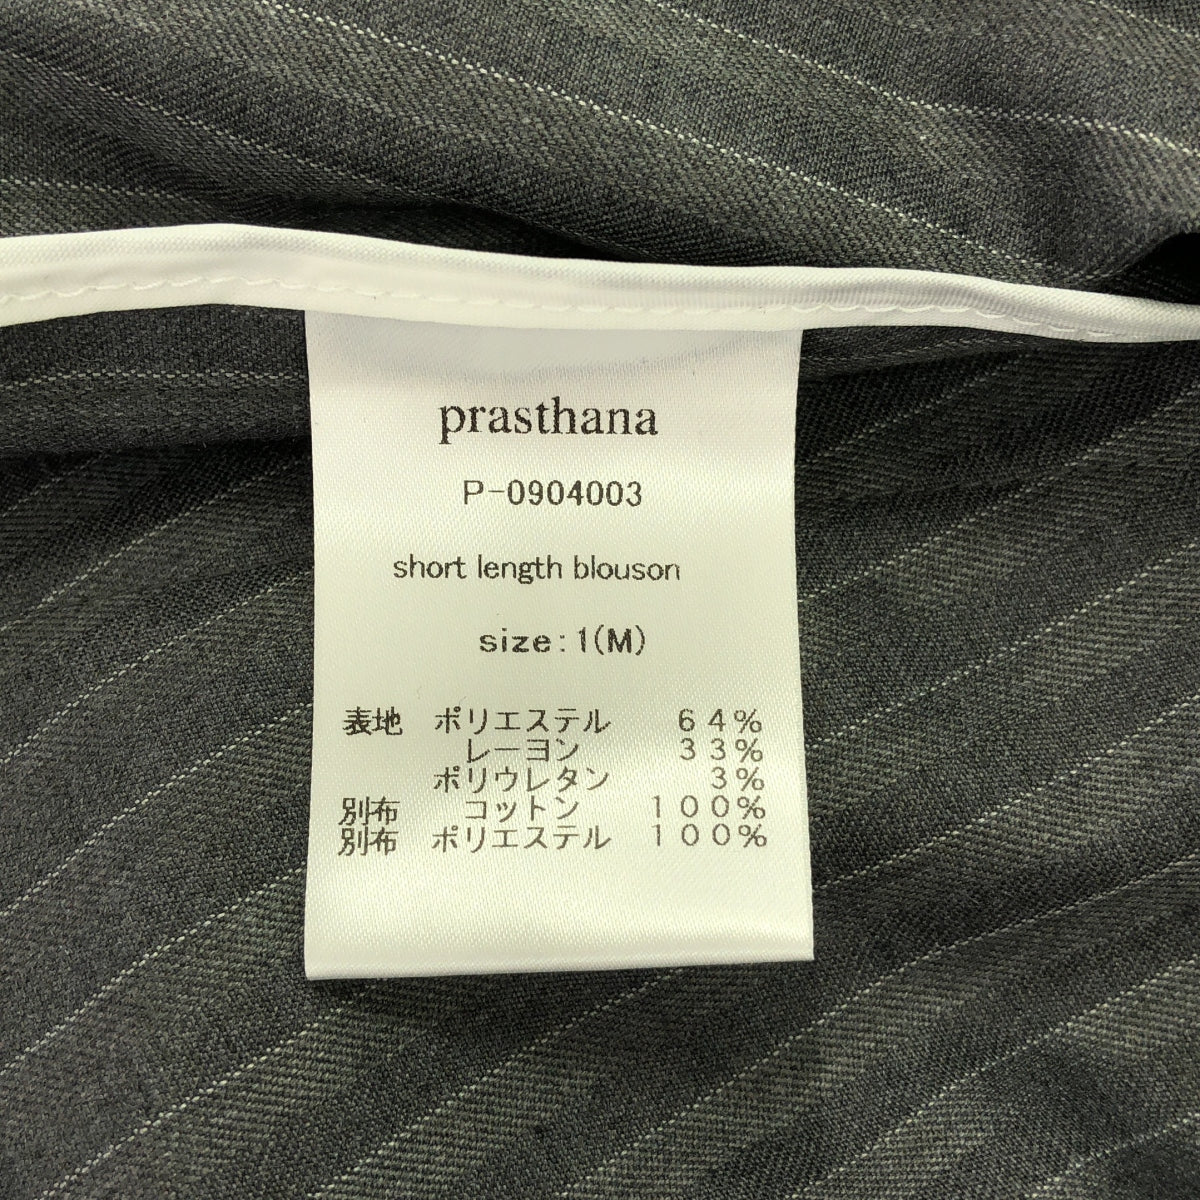 prasthana
P-0904003
short length blouson
size:1(M)
表地 ポリエステル ６４％
レーヨン ３３％
ポリウレタン ３％
別布 コットン １００％
別布 ポリエステル １００％